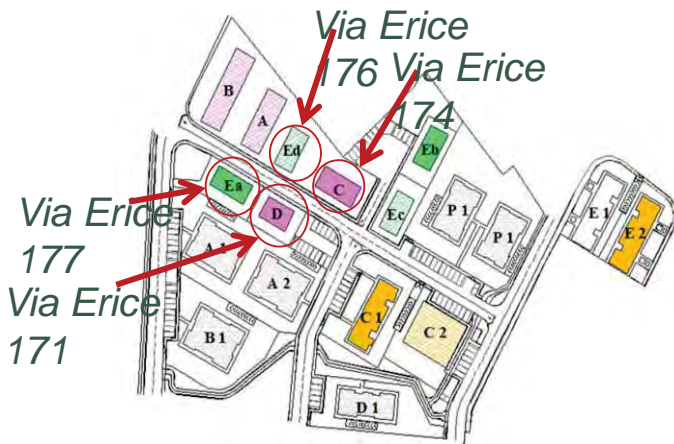 Via Erice
176
Via Erice
174
B
A
Ed
Eb
Ea
C
D
Ec
P 1
P 1
E 1
E 2
Via Erice
177
A 1
A 2
Via Erice
171
B 1
C 1
C 2
D 1